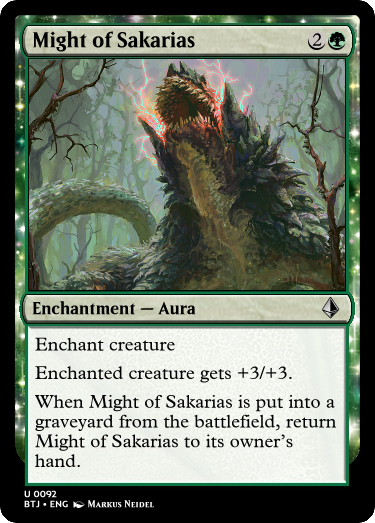 Might of Sakarias 2
Enchantment — Aura
Enchant creature
Enchanted creature gets +3/+3.
When Might of Sakarias is put into a
graveyard from the battlefield, return
Might of Sakarias to its owner's
hand.
U 0092
BTJ • ENG Markus Neidel